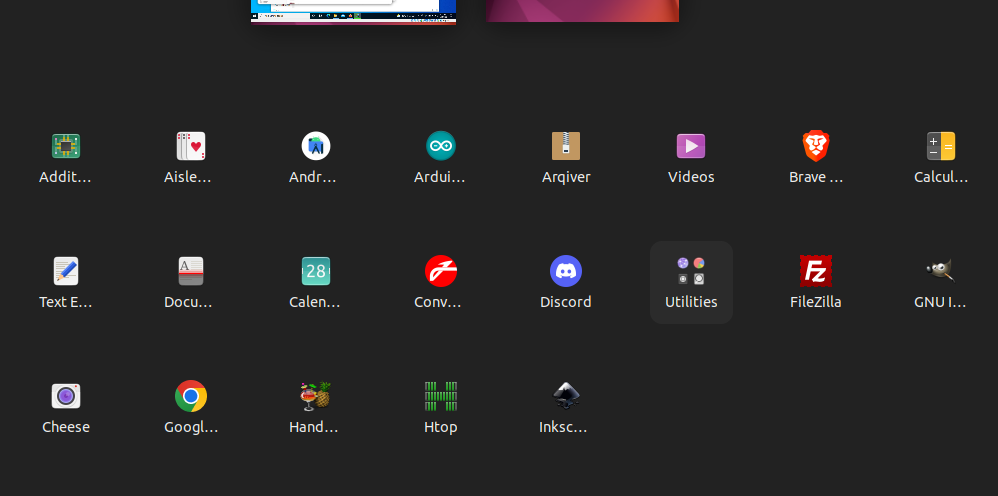 Addit...
Aisle...
Andr...
Ardui...
Arqiver
Videos
Brave ...
Calcul...
28
Text E...
Docu...
Calen...
Conv...
Discord
Utilities
FileZilla
GNU I...
Cheese
Googl...
Hand...
Htop
Inksc...